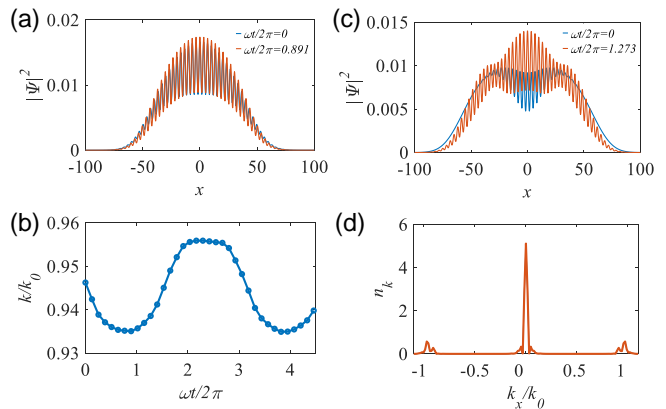 (a)
0.02
0.01
0
|Ψ|²
ωt/2π=0
ωt/2π=0.891
-100 -50 0 50 100
x
(c)
0.015
0.01
0.005
0
|Ψ|²
ωt/2π=0
ωt/2π=1.273
-100 -50 0 50 100
x
(b)
0.96
0.95
0.94
0.93
k/k₀
0 1 2 3 4
ωt/2π
(d)
6
4
2
0
nₖ
-1 -0.5 0 0.5 1
kₓ/k₀